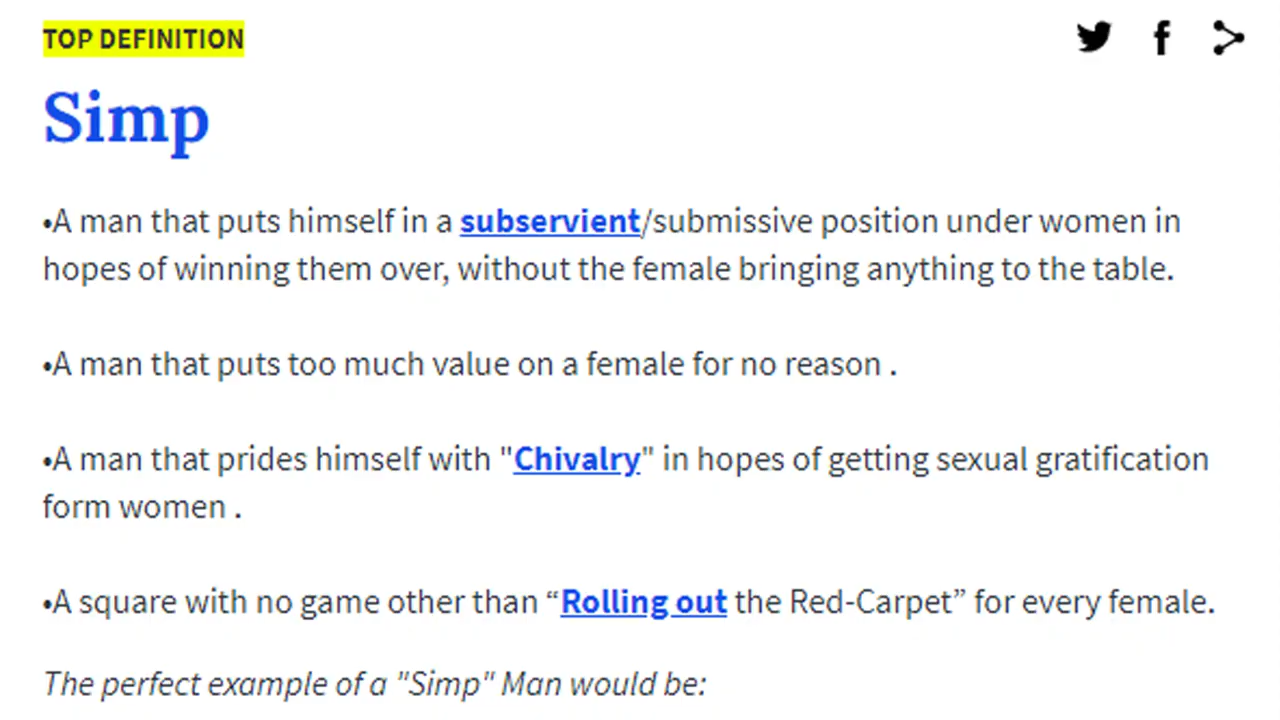 TOP DEFINITION
Simp
•A man that puts himself in a subservient/submissive position under women in
hopes of winning them over, without the female bringing anything to the table.
•A man that puts too much value on a female for no reason .
•A man that prides himself with "Chivalry" in hopes of getting sexual gratification
form women .
•A square with no game other than “Rolling out the Red-Carpet” for every female.
The perfect example of a "Simp" Man would be: